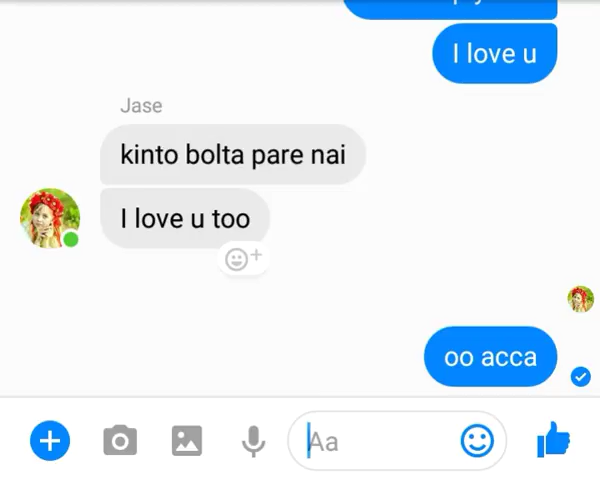 I love u
Jase
kinto bolta pare nai
I love u too
oo acca
Aa